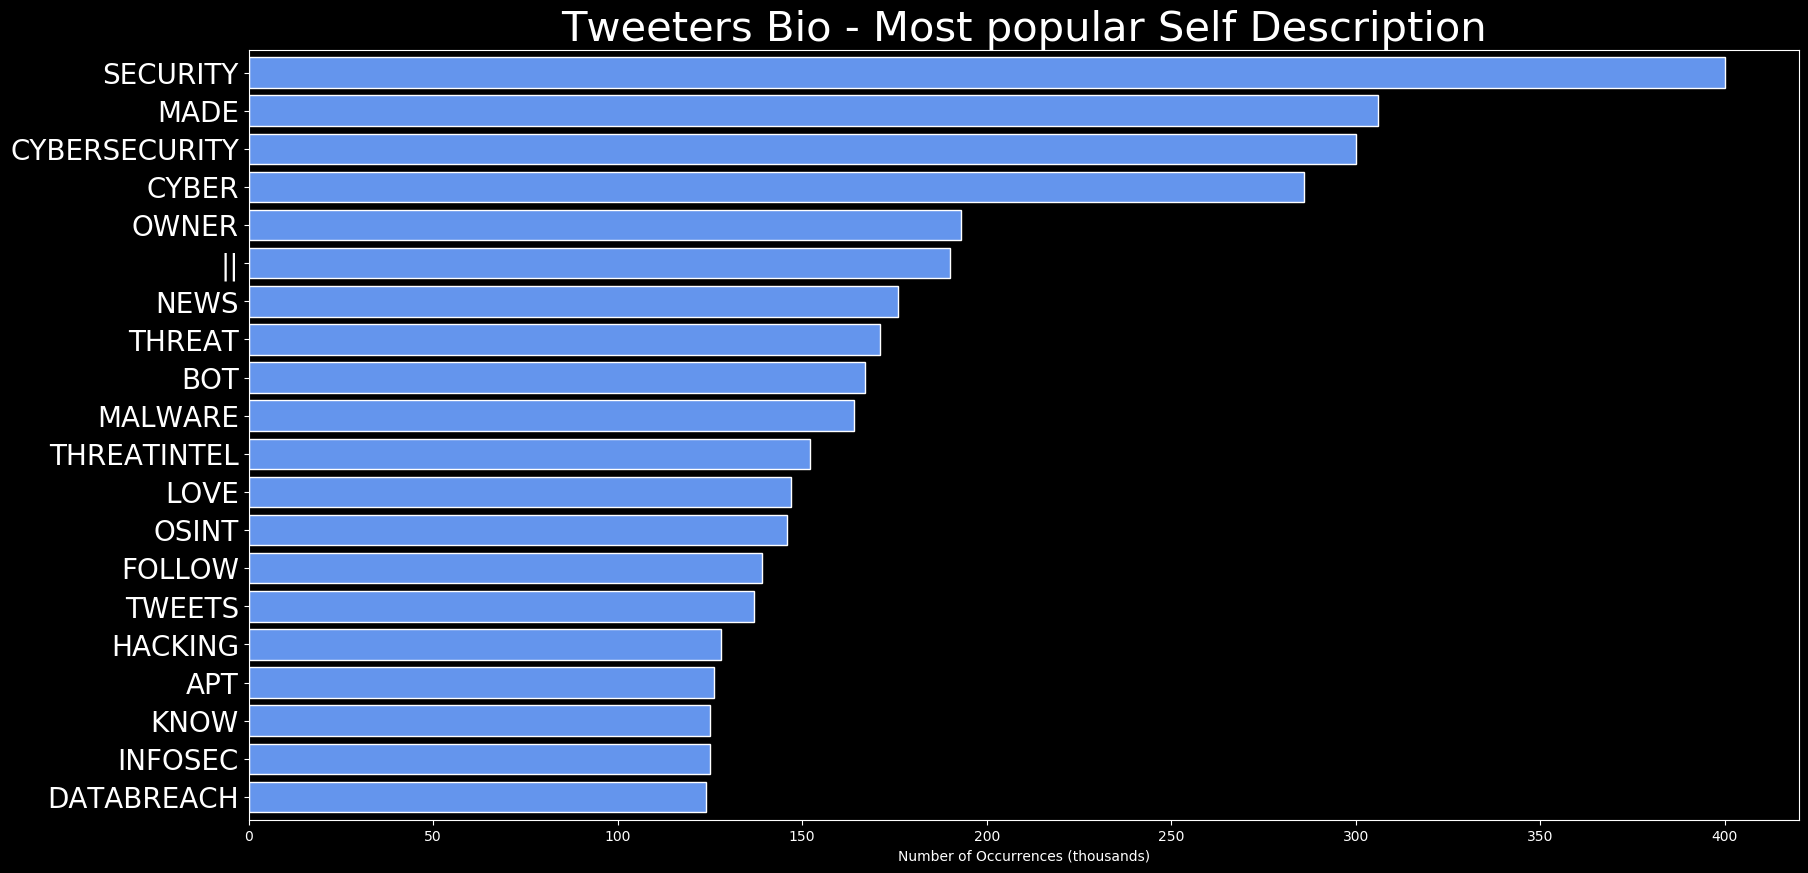 Tweeters Bio - Most popular Self Description
SECURITY
MADE
CYBERSECURITY
CYBER
OWNER
||
NEWS
THREAT
BOT
MALWARE
THREATINTEL
LOVE
OSINT
FOLLOW
TWEETS
HACKING
APT
KNOW
INFOSEC
DATABREACH
0 50 100 150 200 250 300 350 400
Number of Occurrences (thousands)